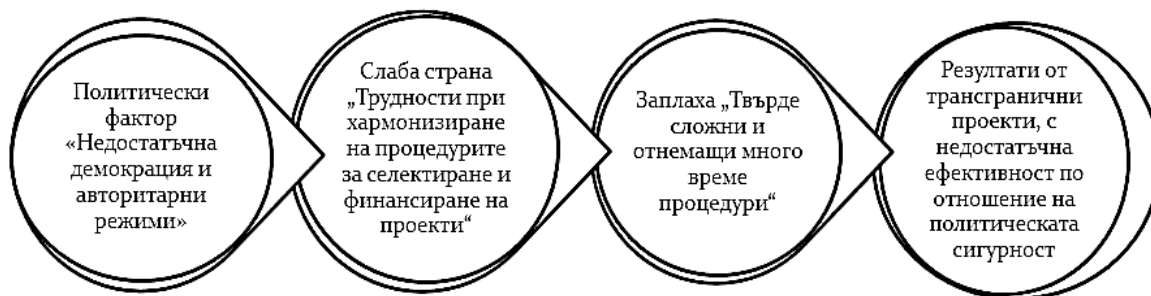 Политически
фактор
«Недостатъчна
демокрация и
авторитарни
режими»
Слаба страна
„Трудности при
хармонизиране
на процедурите
за селектиране и
финансиране на
проекти“
Заплаха „Твърде
сложни и
отнемащи много
време
процедури“
Резултати от
трансгранични
проекти, с
недостатъчна
ефективност по
отношение на
политическата
сигурност